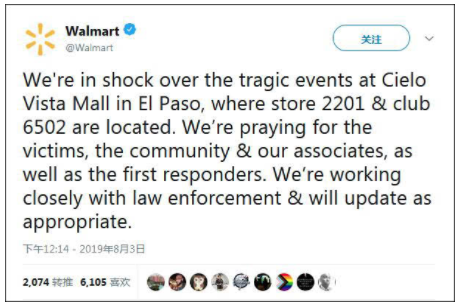 Walmart
@Walmart
关注
We're in shock over the tragic events at Cielo
Vista Mall in El Paso, where store 2201 & club
6502 are located. We’re praying for the
victims, the community & our associates, as
well as the first responders. We’re working
closely with law enforcement & will update as
appropriate.
下午12:14 - 2019年8月3日
2,074 转推 6,105 喜欢